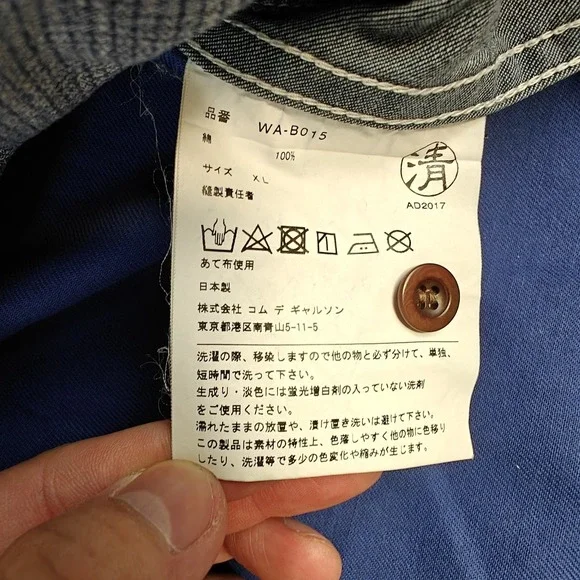 品番 WA-B015
綿 100%
サイズ XL
縫製責任者
清
AD2017
あて布使用
日本製
株式会社 コム デ ギャルソン
東京都港区南青山5-11-5
洗濯の際、移染しますので他の物と必ず分けて、単独、
短時間で洗って下さい。
生成り・淡色には蛍光増白剤の入っていない洗剤
をご使用ください。
濡れたままの放置や、漬け置き洗いは避けて下さい。
この製品は素材の特性上、色落しやすく他の物に色移り
したり、洗濯等で多少の色変化や縮みが生じます。